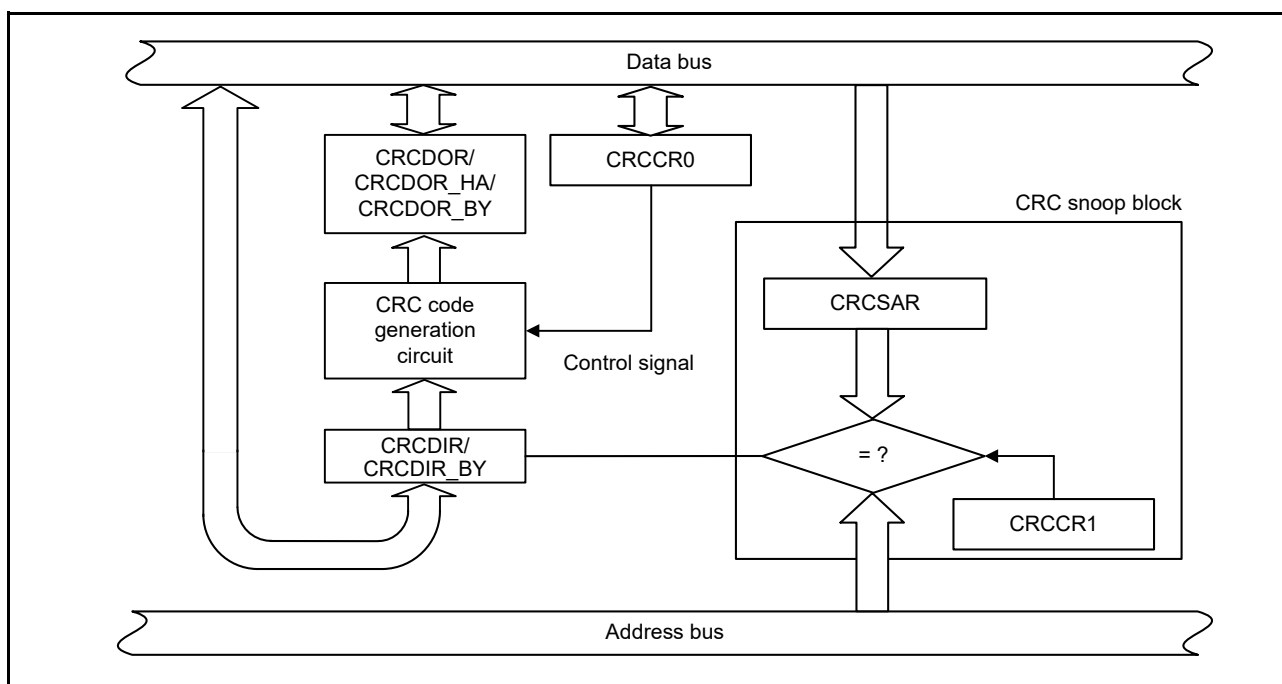 Data bus
CRCDOR/
CRCDOR_HA/
CRCDOR_BY
CRCCR0
CRC snoop block
CRCSAR
CRC code
generation
circuit
Control signal
CRCDIR/
CRCDIR_BY
= ?
CRCCR1
Address bus